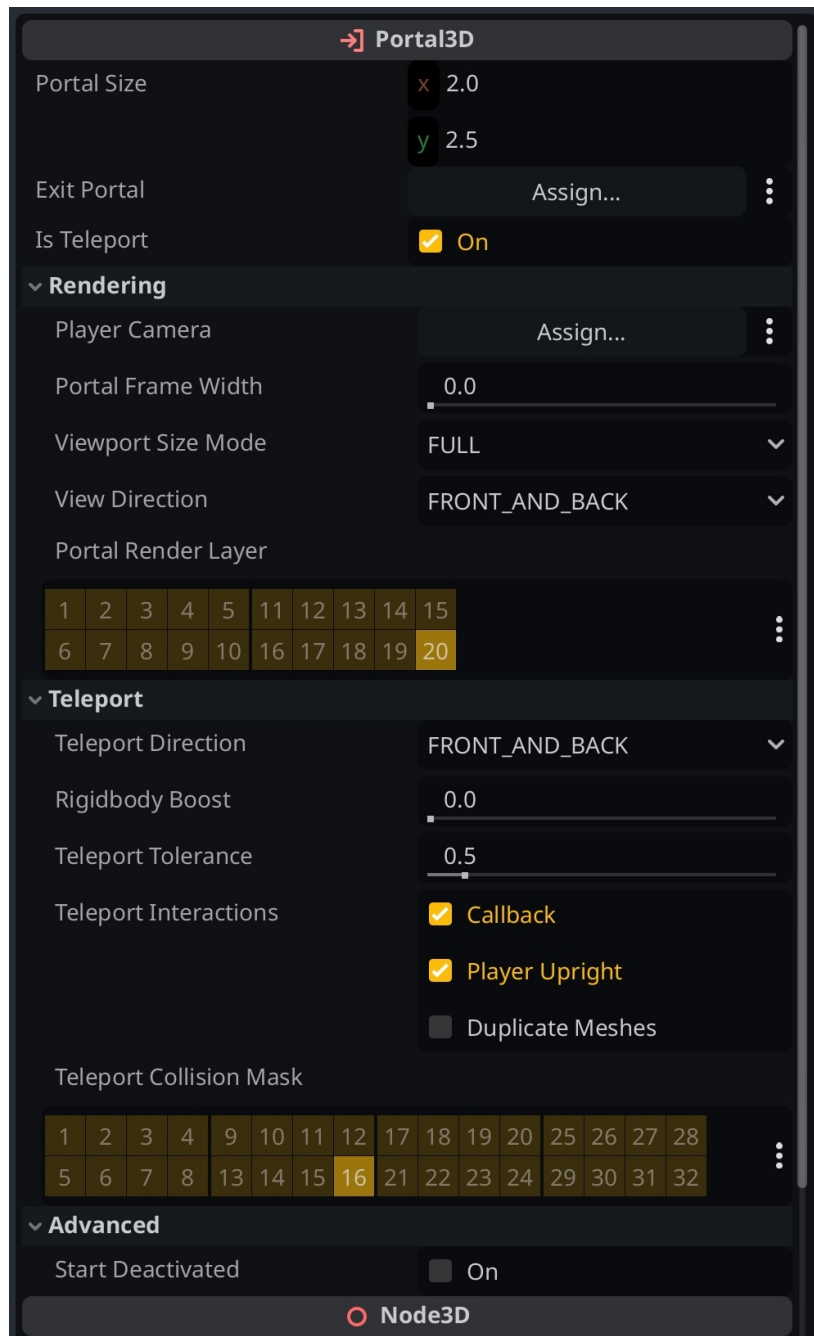 Portal3D
Portal Size x 2.0
y 2.5
Exit Portal Assign...
Is Teleport On
Rendering
Player Camera Assign...
Portal Frame Width 0.0
Viewport Size Mode FULL
View Direction FRONT_AND_BACK
Portal Render Layer
1 2 3 4 5 11 12 13 14 15
6 7 8 9 10 16 17 18 19 20
Teleport
Teleport Direction FRONT_AND_BACK
Rigidbody Boost 0.0
Teleport Tolerance 0.5
Teleport Interactions Callback
Player Upright
Duplicate Meshes
Teleport Collision Mask
1 2 3 4 9 10 11 12 17 18 19 20 25 26 27 28
5 6 7 8 13 14 15 16 21 22 23 24 29 30 31 32
Advanced
Start Deactivated On
Node3D